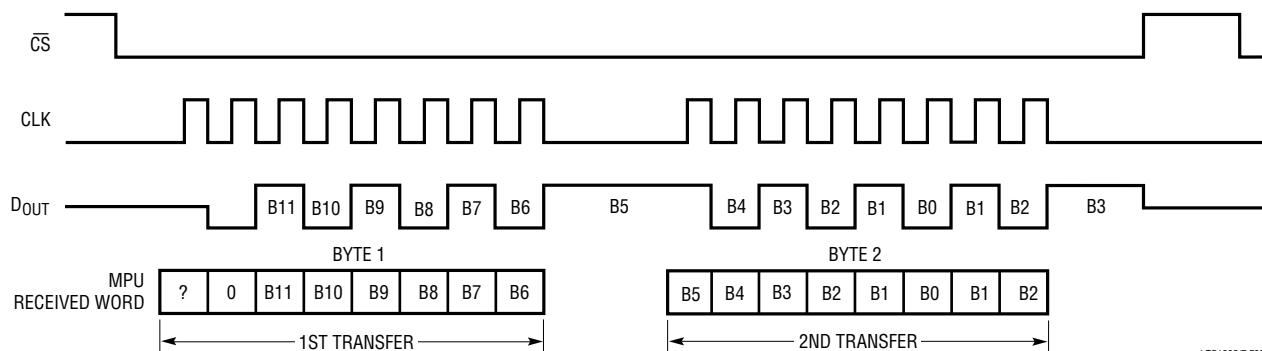 CS
CLK
DOUT
B11 B10 B9 B8 B7 B6 B5 B4 B3 B2 B1 B0 B1 B2 B3
BYTE 1 BYTE 2
MPU
RECEIVED WORD
? 0 B11 B10 B9 B8 B7 B6 B5 B4 B3 B2 B1 B0 B1 B2
1ST TRANSFER 2ND TRANSFER